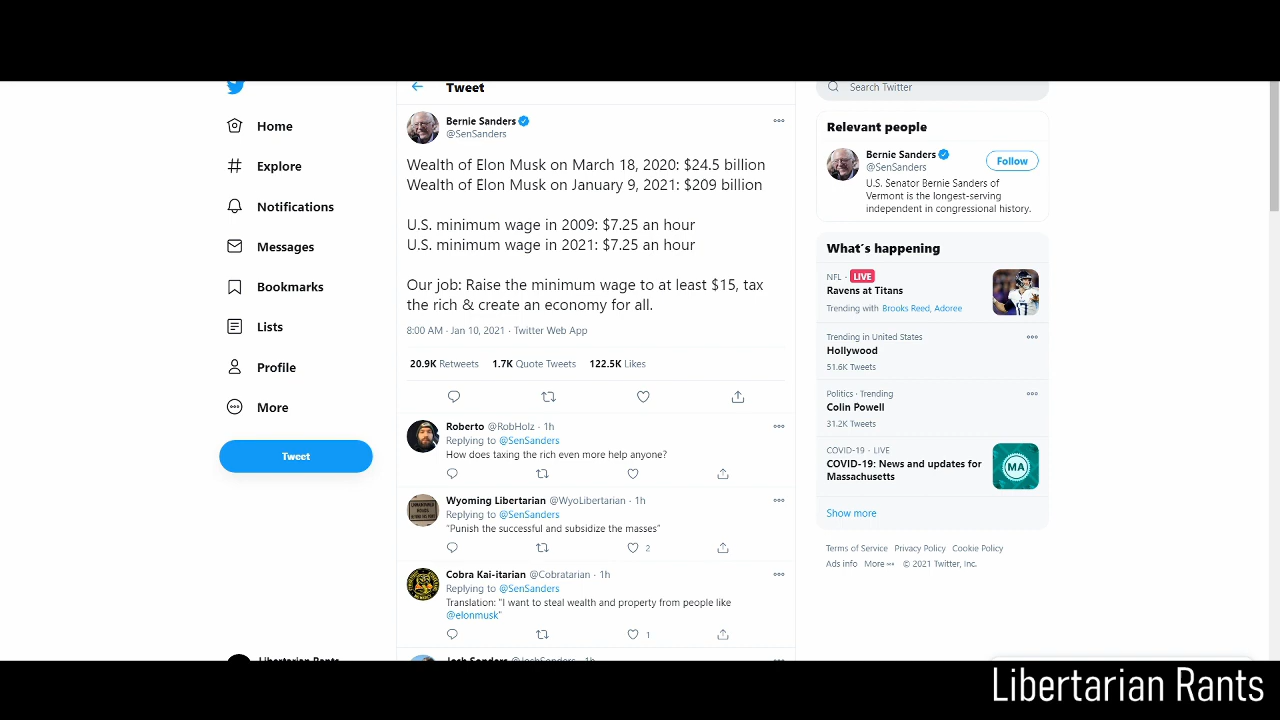 Home
Explore
Notifications
Messages
Bookmarks
Lists
Profile
More
Tweet
Libertarian Rants
Tweet
Bernie Sanders
@SenSanders
Wealth of Elon Musk on March 18, 2020: $24.5 billion
Wealth of Elon Musk on January 9, 2021: $209 billion
U.S. minimum wage in 2009: $7.25 an hour
U.S. minimum wage in 2021: $7.25 an hour
Our job: Raise the minimum wage to at least $15, tax
the rich & create an economy for all.
8:00 AM · Jan 10, 2021 · Twitter Web App
20.9K Retweets 1.7K Quote Tweets 122.5K Likes
Roberto @RobHolz · 1h
Replying to @SenSanders
How does taxing the rich even more help anyone?
Wyoming Libertarian @WyoLibertarian · 1h
Replying to @SenSanders
"Punish the successful and subsidize the masses"
2
Cobra Kai-itarian @Cobratarian · 1h
Replying to @SenSanders
Translation: "I want to steal wealth and property from people like
@elonmusk"
1
Josh Sanders @JoshSanders · 1h
Search Twitter
Relevant people
Bernie Sanders
@SenSanders
Follow
U.S. Senator Bernie Sanders of
Vermont is the longest-serving
independent in congressional history.
What's happening
NFL · LIVE
Ravens at Titans
Trending with Brooks Reed, Adoree
Trending in United States
Hollywood
51.6K Tweets
Politics · Trending
Colin Powell
31.2K Tweets
COVID-19 · LIVE
COVID-19: News and updates for
Massachusetts
MA
Show more
Terms of Service Privacy Policy Cookie Policy
Ads info More © 2021 Twitter, Inc.
Libertarian Rants